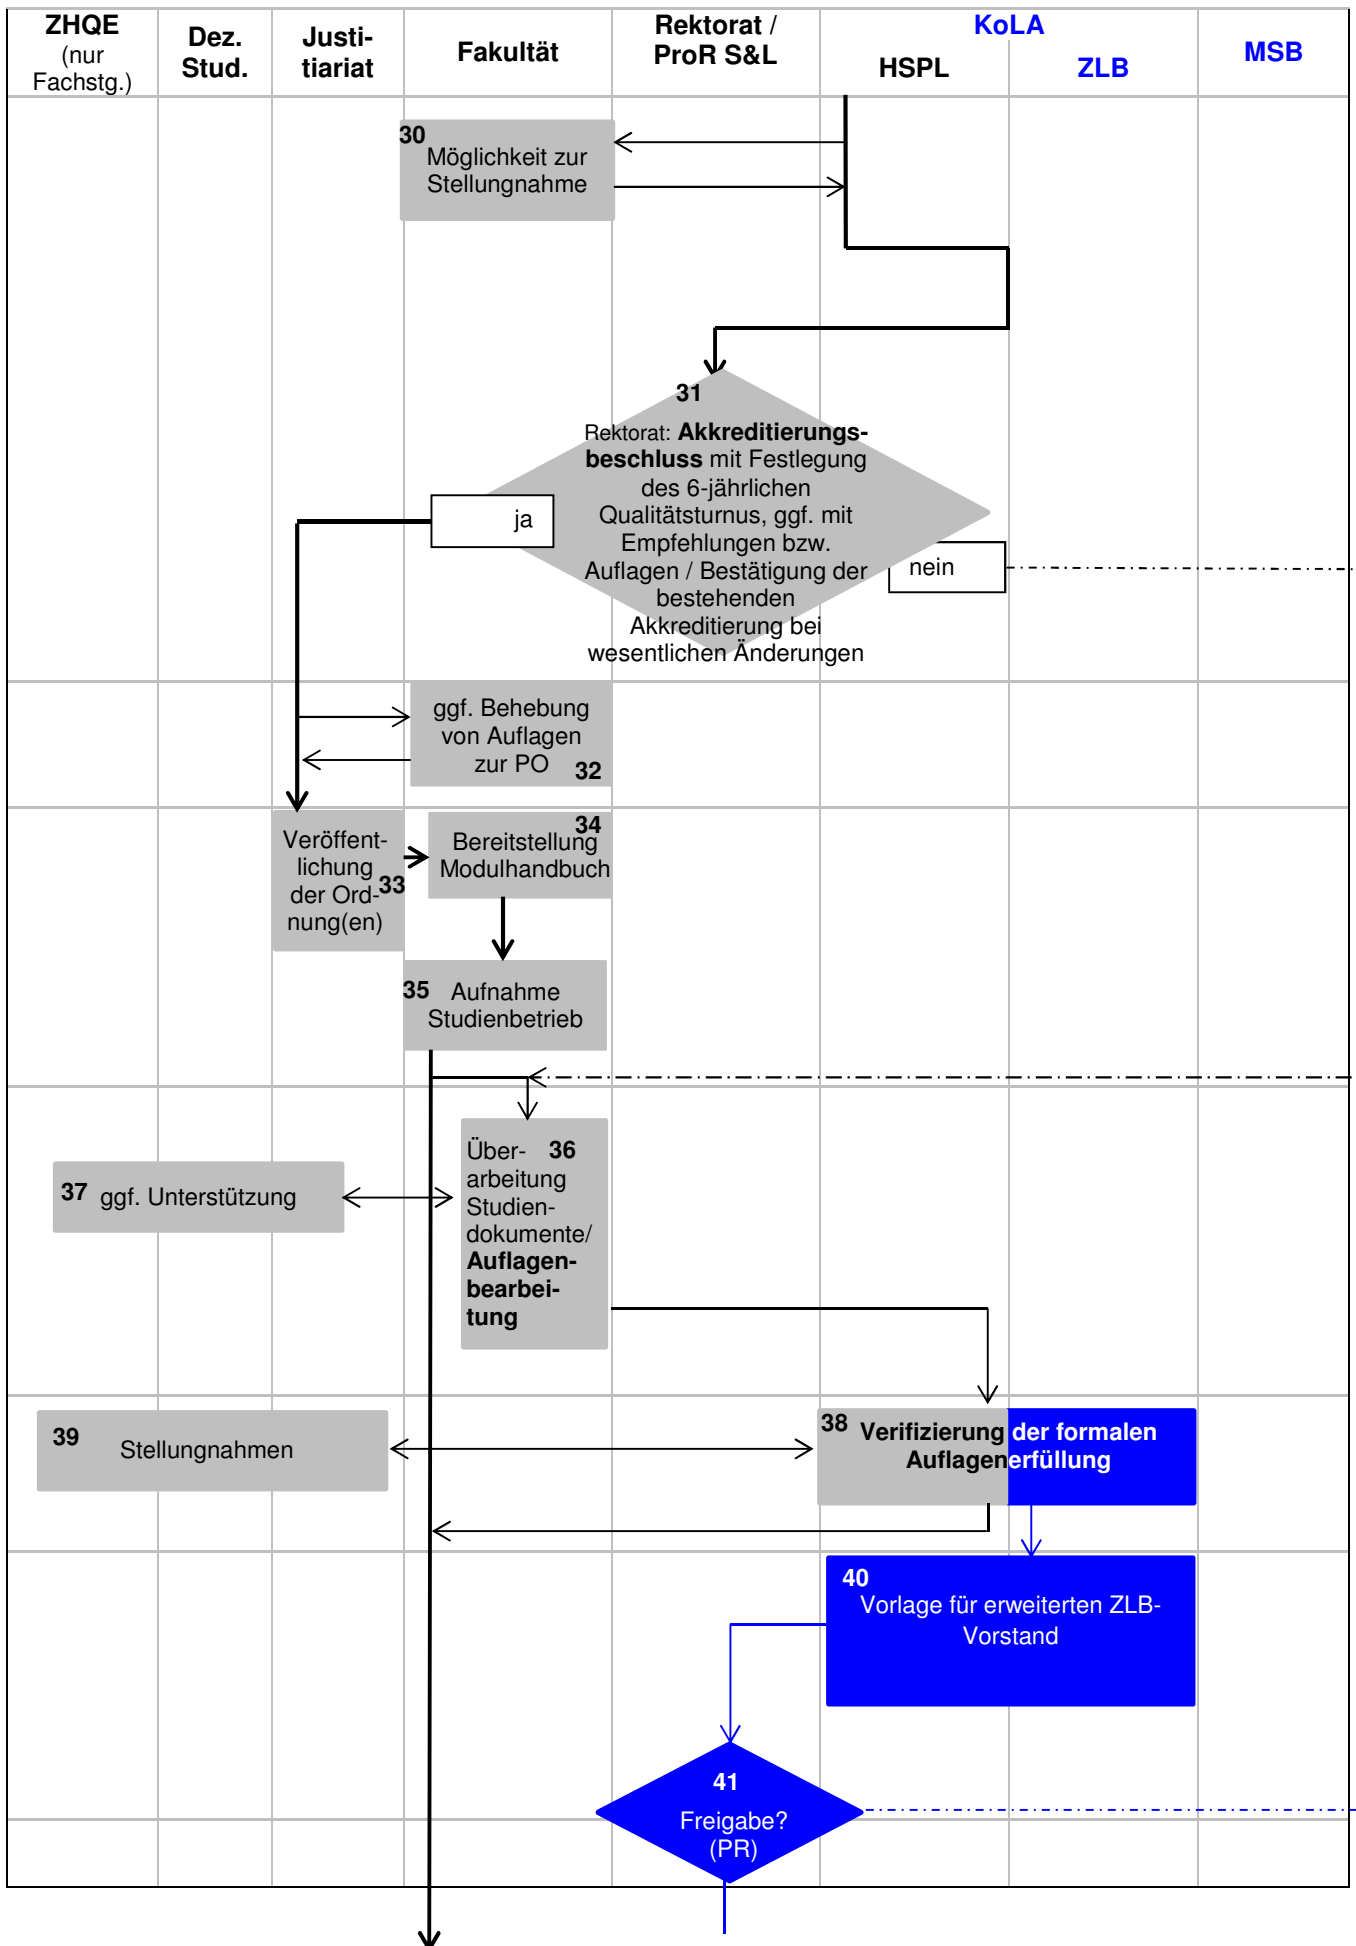 ZHQE
(nur
Fachstg.)
Dez.
Stud.
Justi-
tiariat
Fakultät
Rektorat /
ProR S&L
KoLA
HSPL
ZLB
MSB
30
Möglichkeit zur
Stellungnahme
31
Rektorat: Akkreditierungs-
beschluss mit Festlegung
des 6-jährlichen
Qualitätsturnus, ggf. mit
Empfehlungen bzw.
Auflagen / Bestätigung der
bestehenden
Akkreditierung bei
wesentlichen Änderungen
ja
nein
ggf. Behebung
von Auflagen
zur PO 32
Veröffent-
lichung
der Ord-
nung(en)
33
34
Bereitstellung
Modulhandbuch
35 Aufnahme
Studienbetrieb
Über- 36
arbeitung
Studien-
dokumente/
Auflagen-
bearbei-
tung
37 ggf. Unterstützung
38 Verifizierung der formalen
Auflagenerfüllung
39 Stellungnahmen
40
Vorlage für erweiterten ZLB-
Vorstand
41
Freigabe?
(PR)